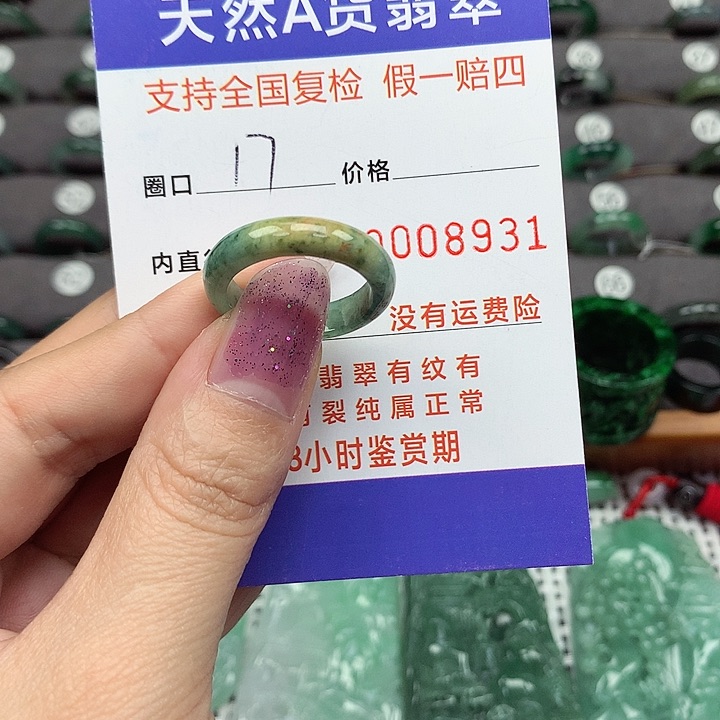 天然A货翡翠
支持全国复检 假一赔四
圈口 17 价格
内直 0008931
没有运费险
翡翠有纹有
裂纯属正常
8小时鉴赏期